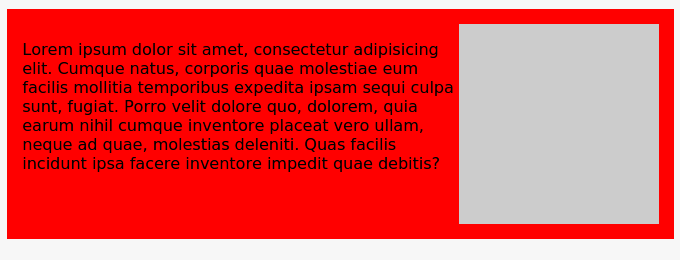 Lorem ipsum dolor sit amet, consectetur adipisicing
elit. Cumque natus, corporis quae molestiae eum
facilis mollitia temporibus expedita ipsam sequi culpa
sunt, fugiat. Porro velit dolore quo, dolorem, quia
earum nihil cumque inventore placeat vero ullam,
neque ad quae, molestias deleniti. Quas facilis
incidunt ipsa facere inventore impedit quae debitis?